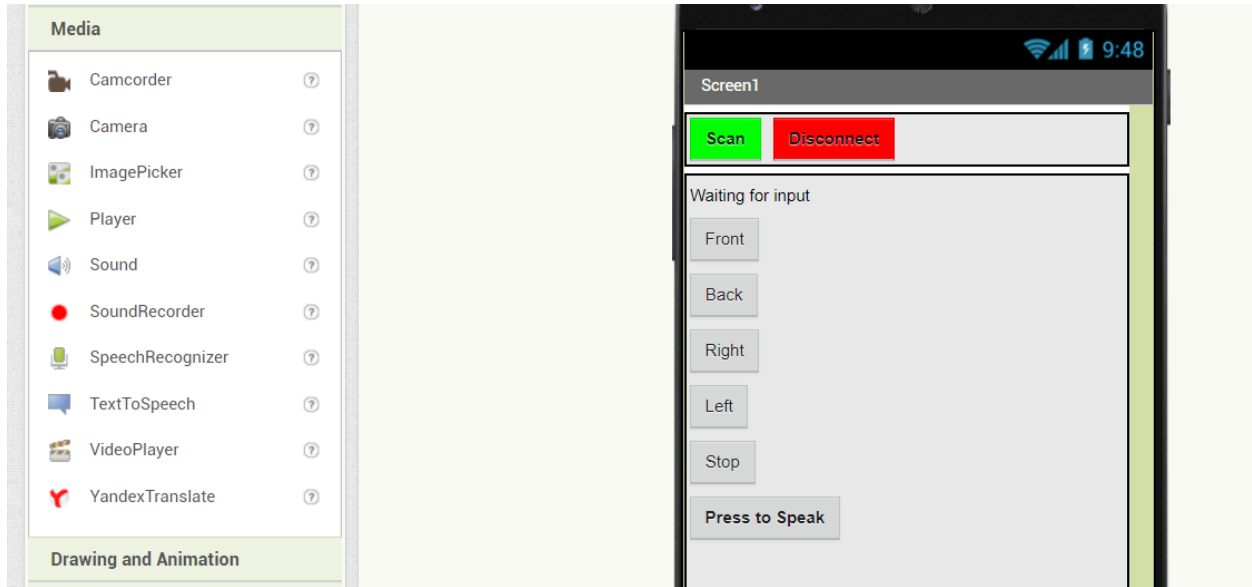 Media
Camcorder ?
Camera ?
ImagePicker ?
Player ?
Sound ?
SoundRecorder ?
SpeechRecognizer ?
TextToSpeech ?
VideoPlayer ?
YandexTranslate ?
Drawing and Animation
9:48
Screen1
Scan Disconnect
Waiting for input
Front
Back
Right
Left
Stop
Press to Speak